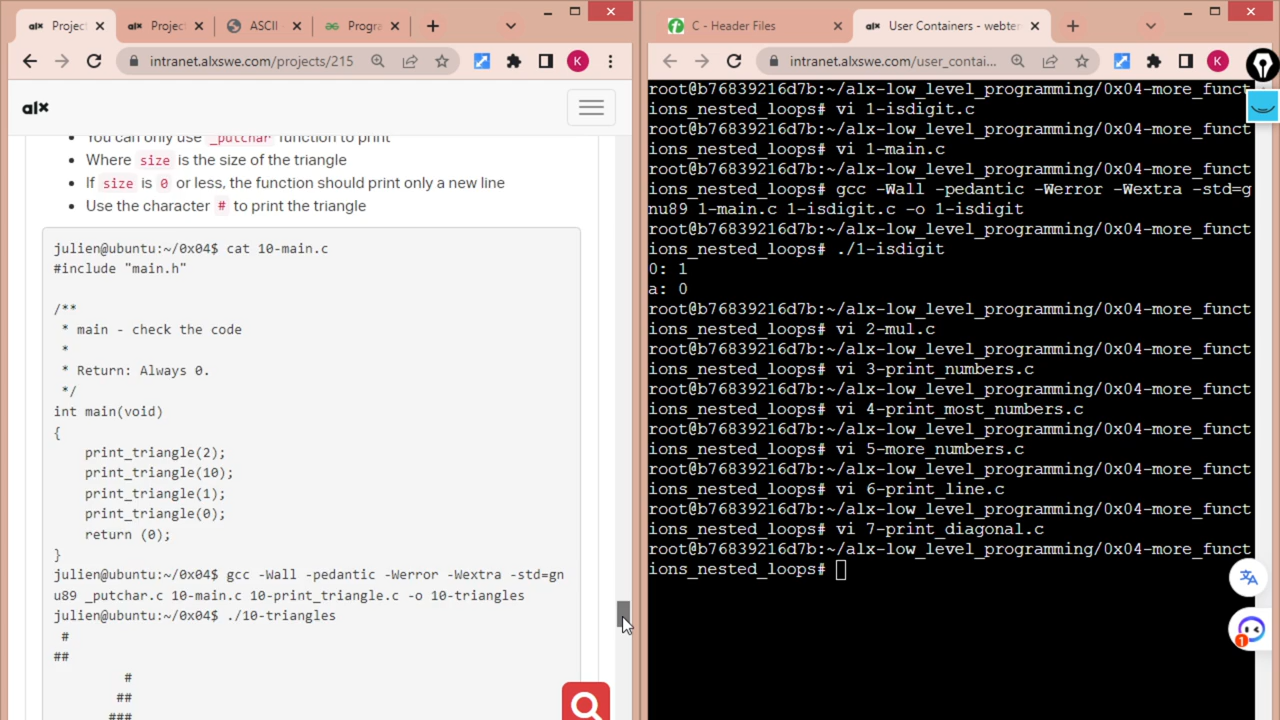 Project
Project
ASCII
Progra
intranet.alxswe.com/projects/215
K
alx
You can only use _putchar function to print
Where size is the size of the triangle
If size is 0 or less, the function should print only a new line
Use the character # to print the triangle
julien@ubuntu:~/0x04$ cat 10-main.c
#include "main.h"
/**
* main - check the code
*
* Return: Always 0.
*/
int main(void)
{
print_triangle(2);
print_triangle(10);
print_triangle(1);
print_triangle(0);
return (0);
}
julien@ubuntu:~/0x04$ gcc -Wall -pedantic -Werror -Wextra -std=gn
u89 _putchar.c 10-main.c 10-print_triangle.c -o 10-triangles
julien@ubuntu:~/0x04$ ./10-triangles
#
##
#
##
###
C - Header Files
alx User Containers - webter
intranet.alxswe.com/user_contai...
K
root@b76839216d7b:~/alx-low_level_programming/0x04-more_funct
ions_nested_loops# vi 1-isdigit.c
root@b76839216d7b:~/alx-low_level_programming/0x04-more_funct
ions_nested_loops# vi 1-main.c
root@b76839216d7b:~/alx-low_level_programming/0x04-more_funct
ions_nested_loops# gcc -Wall -pedantic -Werror -Wextra -std=g
nu89 1-main.c 1-isdigit.c -o 1-isdigit
root@b76839216d7b:~/alx-low_level_programming/0x04-more_funct
ions_nested_loops# ./1-isdigit
0: 1
a: 0
root@b76839216d7b:~/alx-low_level_programming/0x04-more_funct
ions_nested_loops# vi 2-mul.c
root@b76839216d7b:~/alx-low_level_programming/0x04-more_funct
ions_nested_loops# vi 3-print_numbers.c
root@b76839216d7b:~/alx-low_level_programming/0x04-more_funct
ions_nested_loops# vi 4-print_most_numbers.c
root@b76839216d7b:~/alx-low_level_programming/0x04-more_funct
ions_nested_loops# vi 5-more_numbers.c
root@b76839216d7b:~/alx-low_level_programming/0x04-more_funct
ions_nested_loops# vi 6-print_line.c
root@b76839216d7b:~/alx-low_level_programming/0x04-more_funct
ions_nested_loops# vi 7-print_diagonal.c
root@b76839216d7b:~/alx-low_level_programming/0x04-more_funct
ions_nested_loops#
1